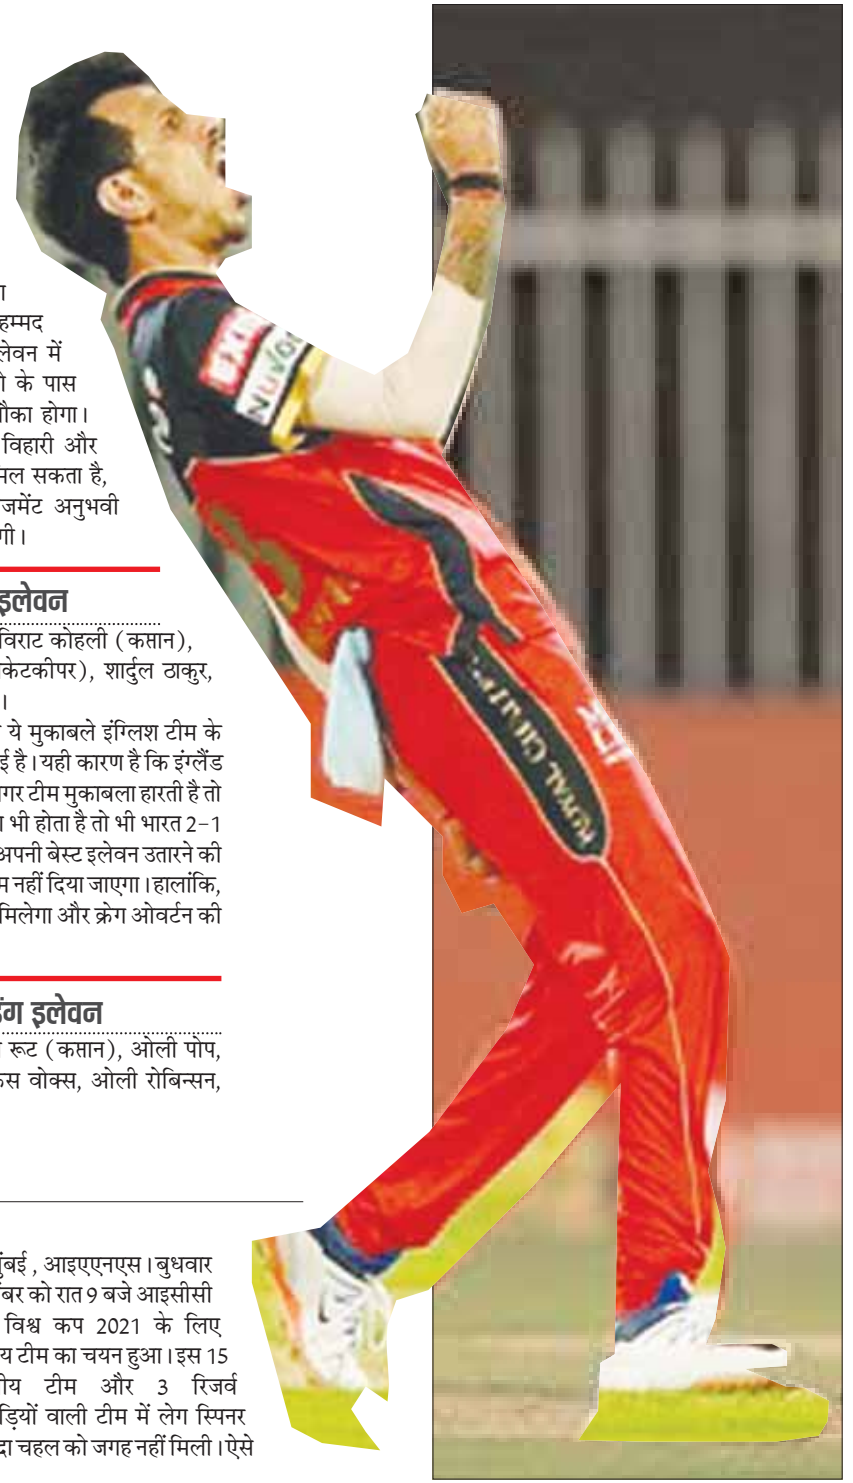 हम्मद
लेवन में
के पास
मौका होगा।
विहारी और
मिल सकता है,
जमेंट अनुभवी
गी।
इलेवन
विराट कोहली (कप्तान),
केटकीपर), शार्दुल ठाकुर,
।
ये मुकाबले इंग्लिश टीम के
ई है। यही कारण है कि इंग्लैंड
गर टीम मुकाबला हारती है तो
भी होता है तो भी भारत 2-1
अपनी बेस्ट इलेवन उतारने की
म नहीं दिया जाएगा। हालांकि,
मिलेगा और क्रेग ओवर्टन की
इंग इलेवन
रूट (कप्तान), ओली पोप,
स वोक्स, ओली रोबिन्सन,
मुंबई, आइएएनएस। बुधवार
बर को रात 9 बजे आइसीसी
विश्व कप 2021 के लिए
य टीम का चयन हुआ। इस 15
ीय टीम और 3 रिजर्व
ड़ियों वाली टीम में लेग स्पिनर
द्रा चहल को जगह नहीं मिली। ऐसे
EXI
NUVO
ROYAL